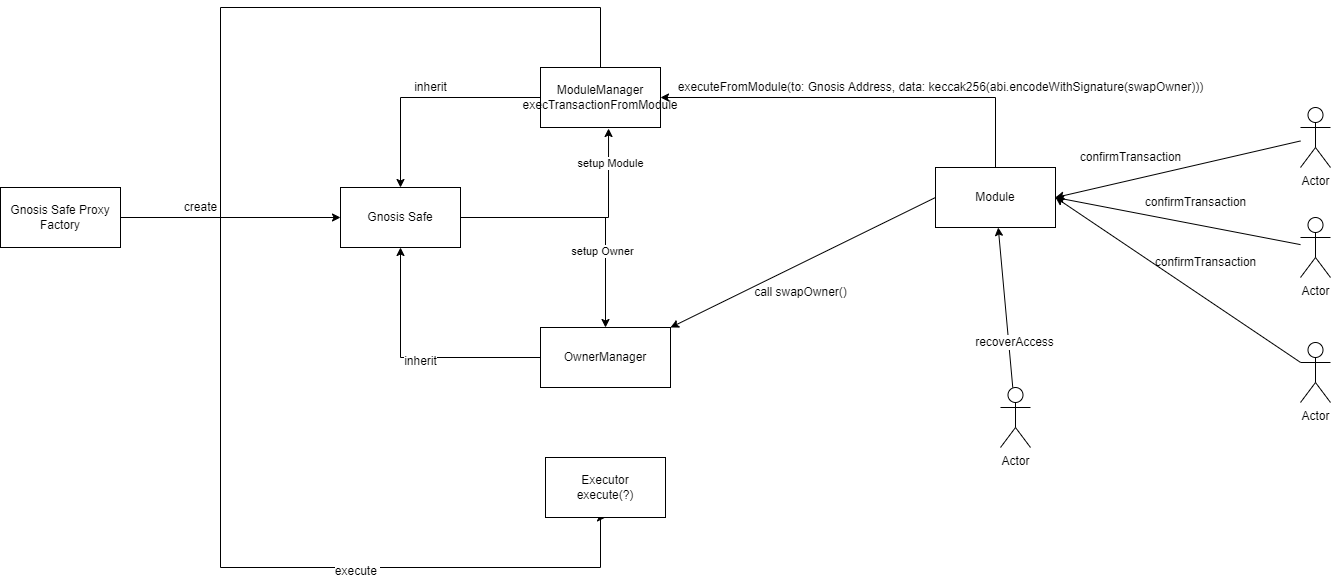 inherit
ModuleManager
execTransactionFromModule
executeFromModule(to: Gnosis Address, data: keccak256(abi.encodeWithSignature(swapOwner)))
setup Module
confirmTransaction
Actor
Gnosis Safe Proxy
Factory
create
Gnosis Safe
Module
confirmTransaction
setup Owner
confirmTransaction
Actor
call swapOwner()
inherit
OwnerManager
recoverAccess
Actor
Actor
Executor
execute(?)
execute